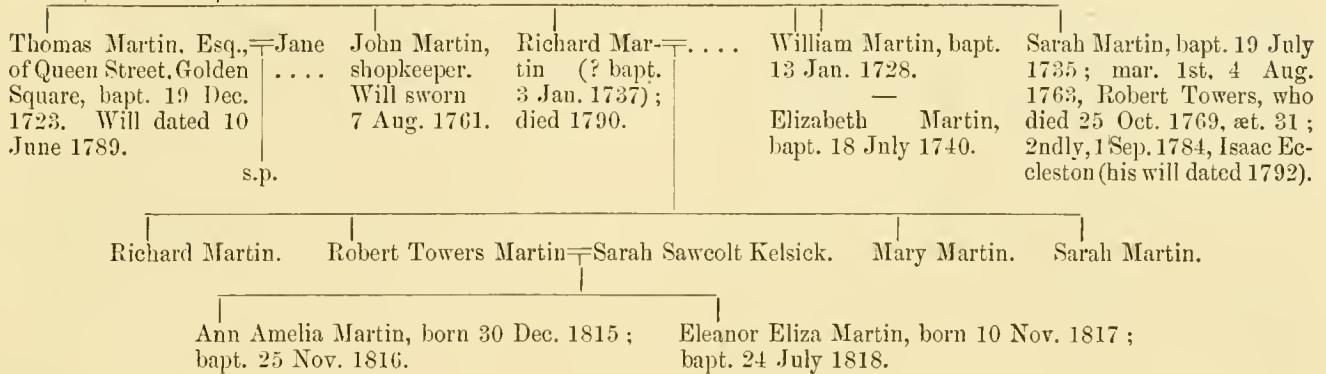 Thomas Martin, Esq.,=Jane
of Queen Street, Golden ....
Square, bapt. 19 Dec.
1723. Will dated 10
June 1789.
s.p.
John Martin,
shopkeeper.
Will sworn
7 Aug. 1761.
Richard Mar-=....
tin (? bapt.
3 Jan. 1737);
died 1790.
William Martin, bapt.
13 Jan. 1728.
—
Elizabeth Martin,
bapt. 18 July 1740.
Sarah Martin, bapt. 19 July
1735; mar. 1st, 4 Aug.
1763, Robert Towers, who
died 25 Oct. 1769, æt. 31;
2ndly, 1 Sep. 1784, Isaac Ec-
cleston (his will dated 1792).
Richard Martin. Robert Towers Martin=Sarah Sawcolt Kelsick. Mary Martin. Sarah Martin.
Ann Amelia Martin, born 30 Dec. 1815;
bapt. 25 Nov. 1816.
Eleanor Eliza Martin, born 10 Nov. 1817;
bapt. 24 July 1818.